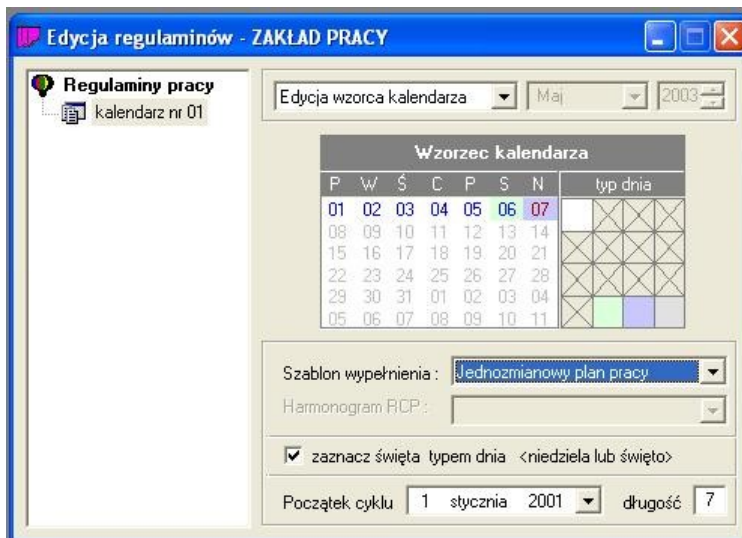 Edycja regulaminów - ZAKŁAD PRACY
Regulaminy pracy
kalendarz nr 01
Edycja wzorca kalendarza Maj 2003
Wzorzec kalendarza
P W Ś C P S N typ dnia
01 02 03 04 05 06 07
08 09 10 11 12 13 14
15 16 17 18 19 20 21
22 23 24 25 26 27 28
29 30 31 01 02 03 04
05 06 07 08 09 10 11
Szablon wypełnienia : Jednozmianowy plan pracy
Harmonogram RCP :
zaznacz święta typem dnia <niedziela lub święto>
Początek cyklu 1 stycznia 2001 długość 7